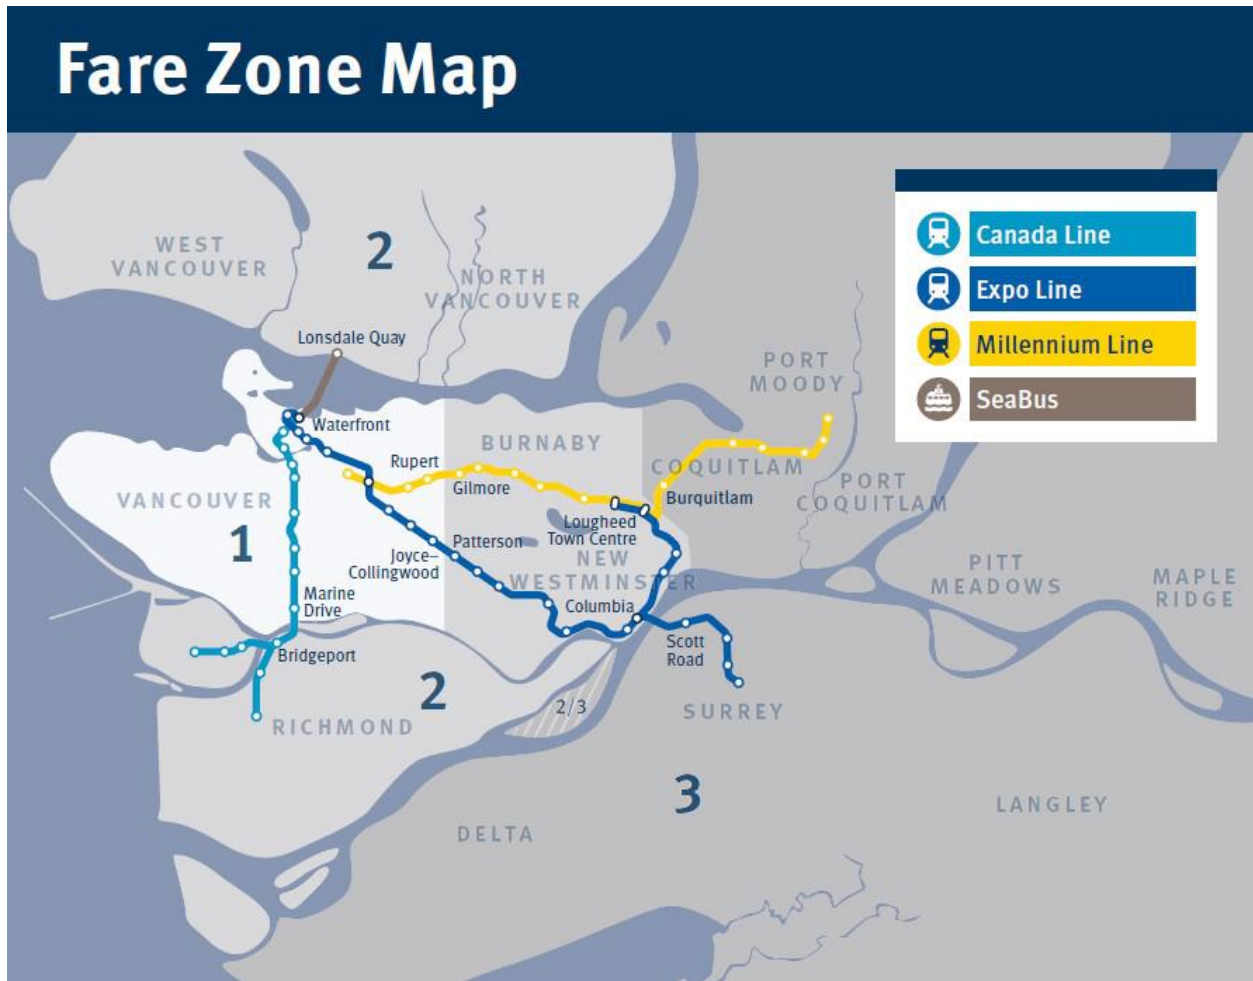 Fare Zone Map
Canada Line
Expo Line
Millennium Line
SeaBus
WEST
VANCOUVER
2
NORTH
VANCOUVER
Lonsdale Quay
PORT
MOODY
Waterfront
BURNABY
Rupert
Gilmore
COQUITLAM
VANCOUVER
1
Burquitlam
PORT
COQUITLAM
Lougheed
Town Centre
Patterson
Joyce–
Collingwood
NEW
WESTMINSTER
PITT
MEADOWS
MAPLE
RIDGE
Marine
Drive
Columbia
Scott
Road
Bridgeport
2
RICHMOND
2/3
SURREY
3
DELTA
LANGLEY